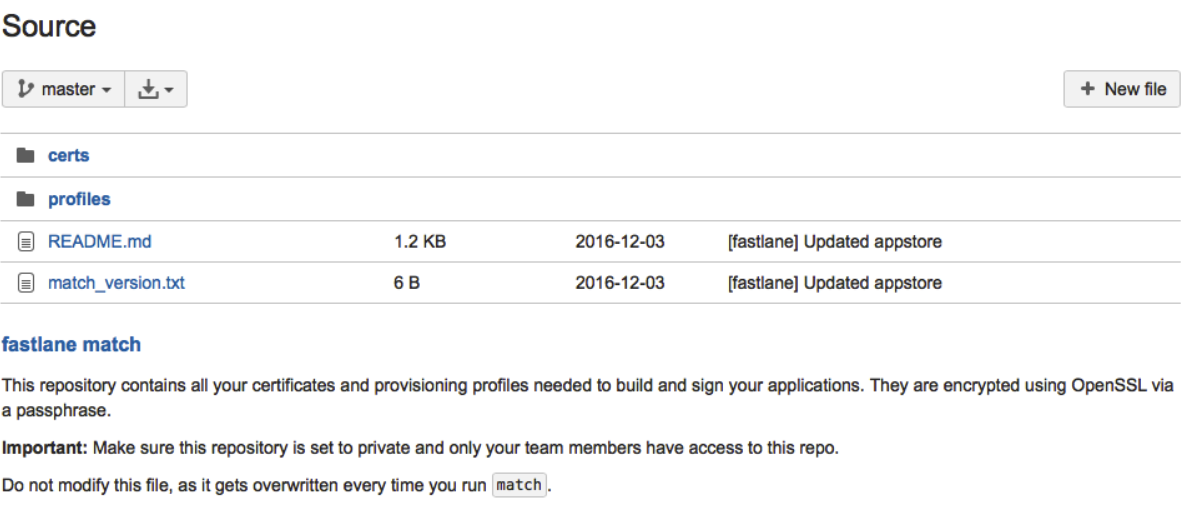 Source
master
+ New file
certs
profiles
README.md 1.2 KB 2016-12-03 [fastlane] Updated appstore
match_version.txt 6 B 2016-12-03 [fastlane] Updated appstore
fastlane match
This repository contains all your certificates and provisioning profiles needed to build and sign your applications. They are encrypted using OpenSSL via
a passphrase.
Important: Make sure this repository is set to private and only your team members have access to this repo.
Do not modify this file, as it gets overwritten every time you run match.